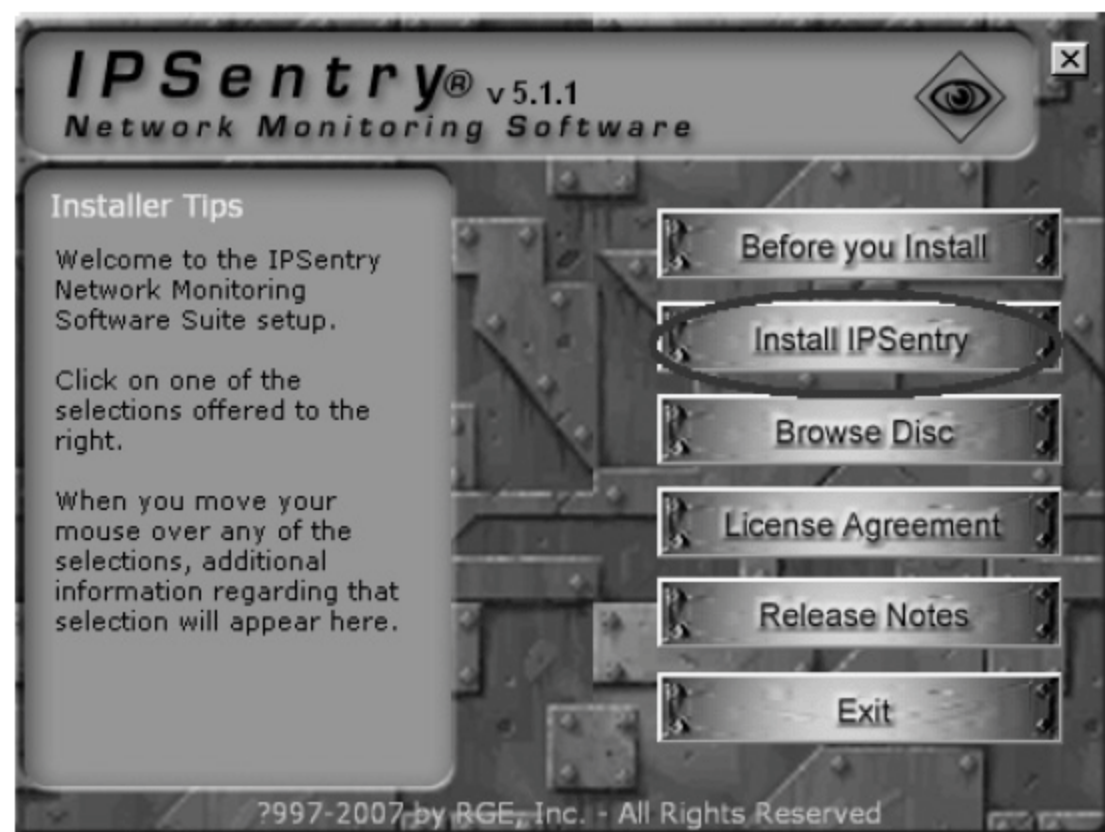 IPSentry® v 5.1.1
Network Monitoring Software
Installer Tips
Welcome to the IPSentry
Network Monitoring
Software Suite setup.
Click on one of the
selections offered to the
right.
When you move your
mouse over any of the
selections, additional
information regarding that
selection will appear here.
Before you Install
Install IPSentry
Browse Disc
License Agreement
Release Notes
Exit
?997-2007 by RGE, Inc. - All Rights Reserved